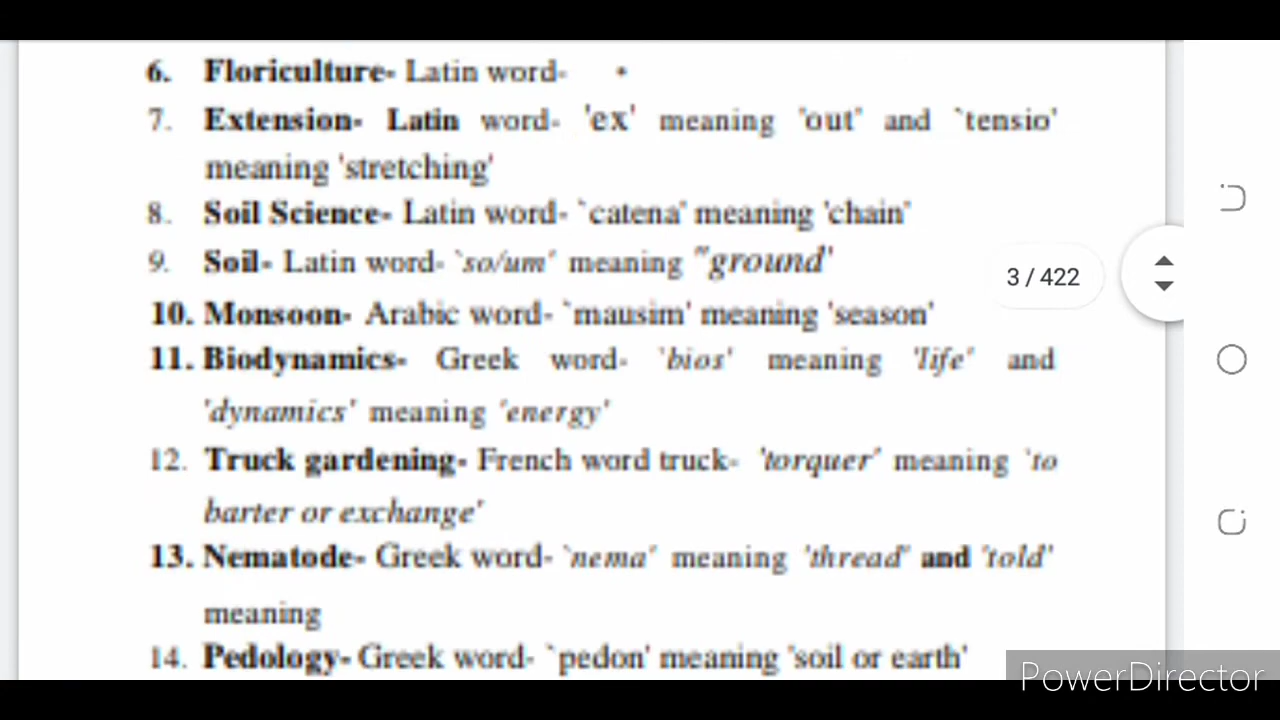 6. Floriculture- Latin word- •
7. Extension- Latin word- 'ex' meaning 'out" and `tensio'
meaning 'stretching'
8. Soil Science- Latin word- `catena' meaning 'chain'
9. Soil- Latin word- `so/um' meaning "ground'
3 / 422
10. Monsoon- Arabic word- `mausim' meaning 'season'
11. Biodynamics- Greek word- 'bios' meaning 'life' and
'dynamics' meaning 'energy'
12. Truck gardening- French word truck- 'torquer' meaning `to
barter or exchange'
13. Nematode- Greek word- `nema' meaning 'thread' and 'told'
meaning
14. Pedology- Greek word- `pedon' meaning 'soil or earth'
PowerDirector